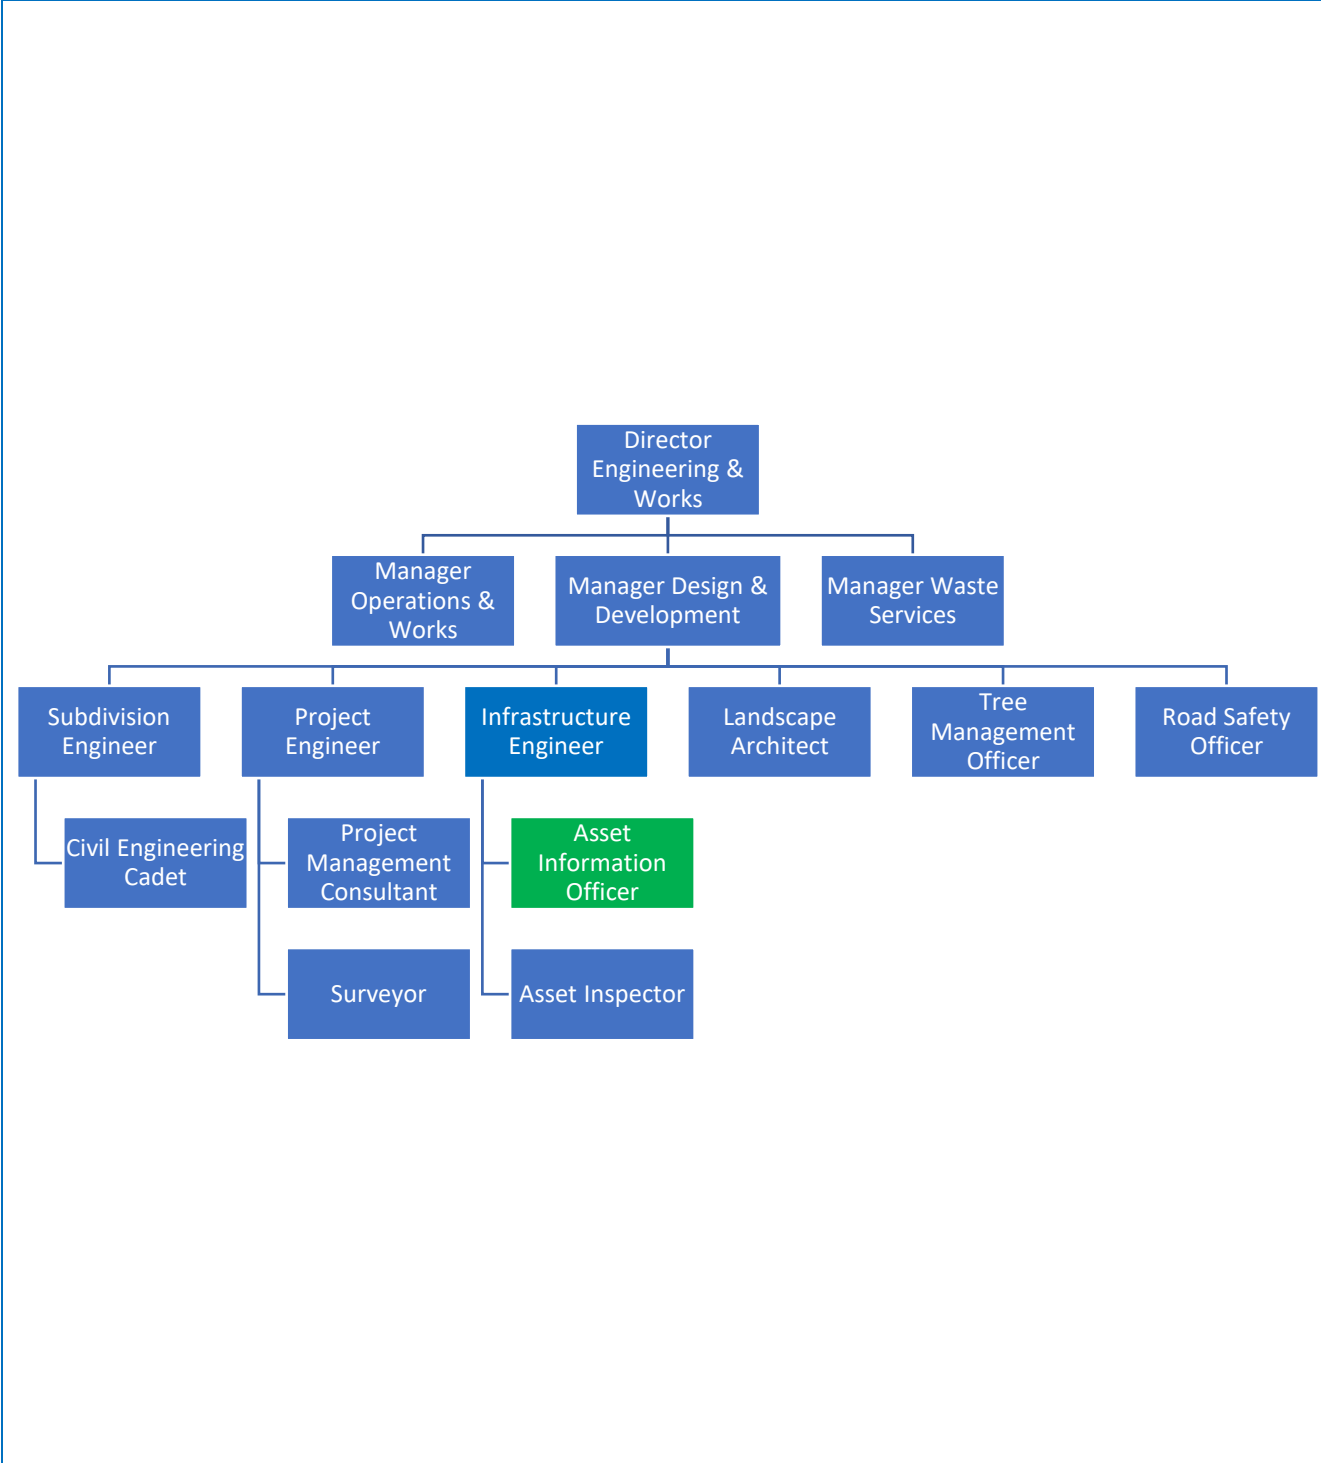 Director
Engineering &
Works
Manager
Operations &
Works
Manager Design &
Development
Manager Waste
Services
Subdivision
Engineer
Project
Engineer
Infrastructure
Engineer
Landscape
Architect
Tree
Management
Officer
Road Safety
Officer
Civil Engineering
Cadet
Project
Management
Consultant
Asset
Information
Officer
Surveyor
Asset Inspector